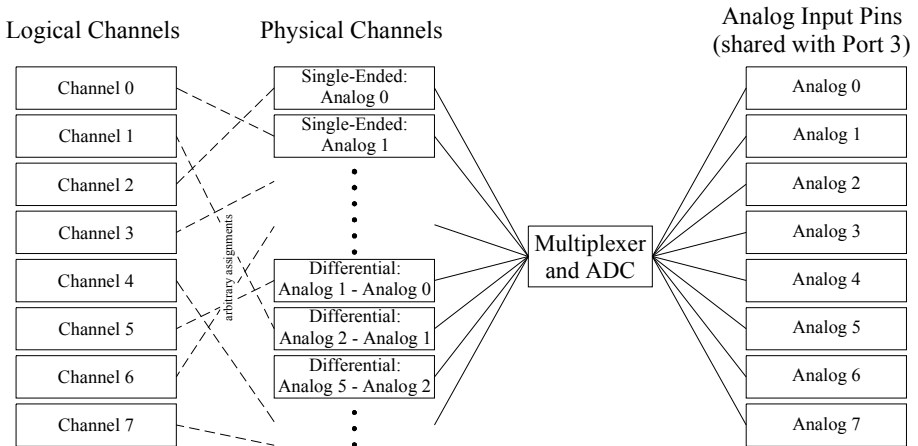 Logical Channels
Channel 0
Channel 1
Channel 2
Channel 3
Channel 4
Channel 5
Channel 6
Channel 7
arbitrary assignments
Physical Channels
Single-Ended:
Analog 0
Single-Ended:
Analog 1
Differential:
Analog 1 - Analog 0
Differential:
Analog 2 - Analog 1
Differential:
Analog 5 - Analog 2
Multiplexer
and ADC
Analog Input Pins
(shared with Port 3)
Analog 0
Analog 1
Analog 2
Analog 3
Analog 4
Analog 5
Analog 6
Analog 7